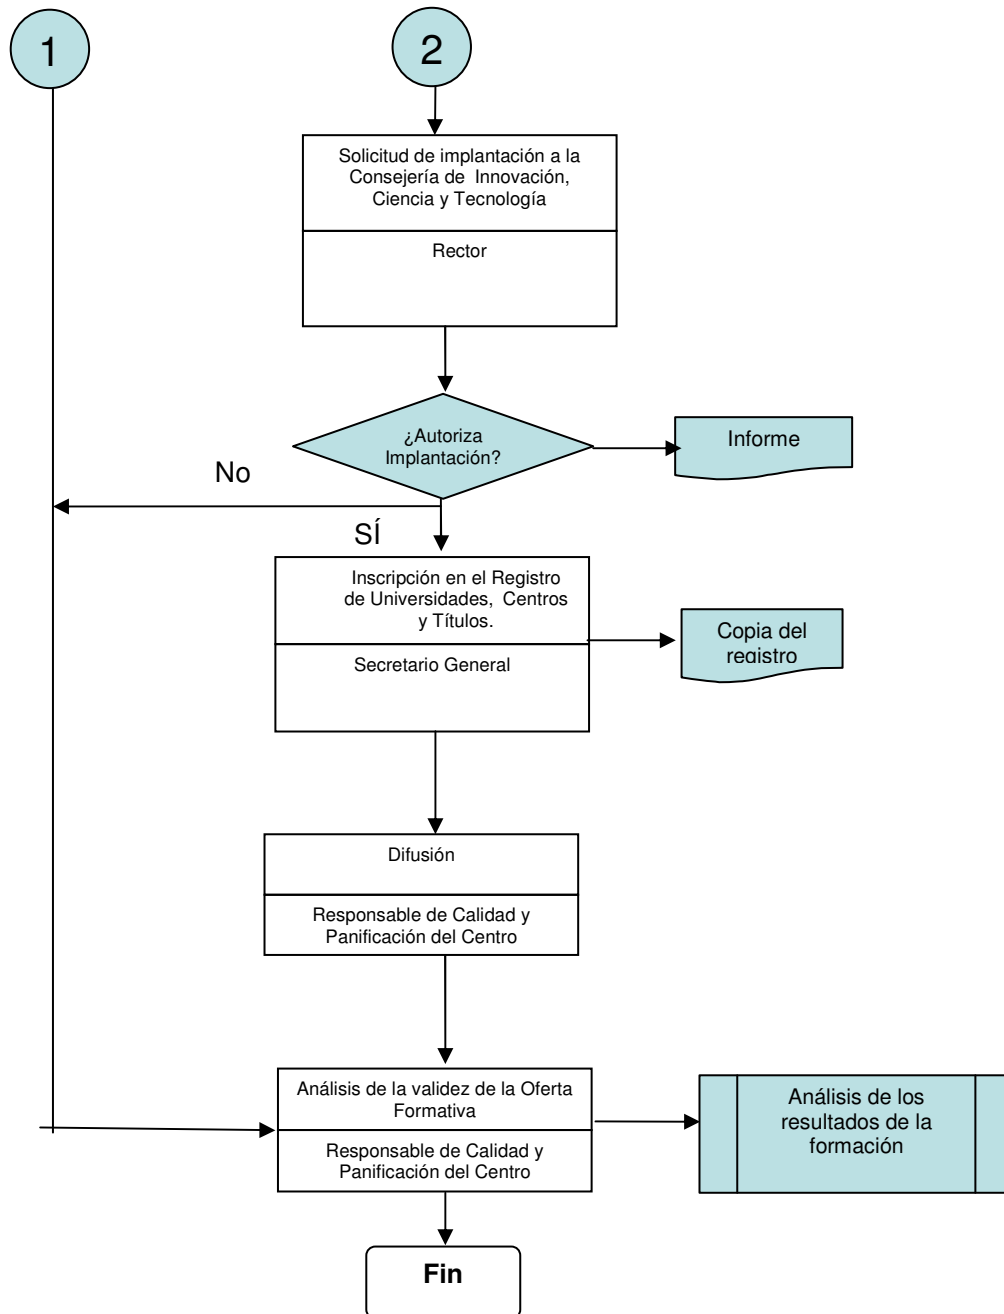 1
2
Solicitud de implantación a la
Consejería de Innovación,
Ciencia y Tecnología
Rector
¿Autoriza
Implantación?
Informe
No
SÍ
Inscripción en el Registro
de Universidades, Centros
y Títulos.
Secretario General
Copia del
registro
Difusión
Responsable de Calidad y
Panificación del Centro
Análisis de la validez de la Oferta
Formativa
Responsable de Calidad y
Panificación del Centro
Análisis de los
resultados de la
formación
Fin